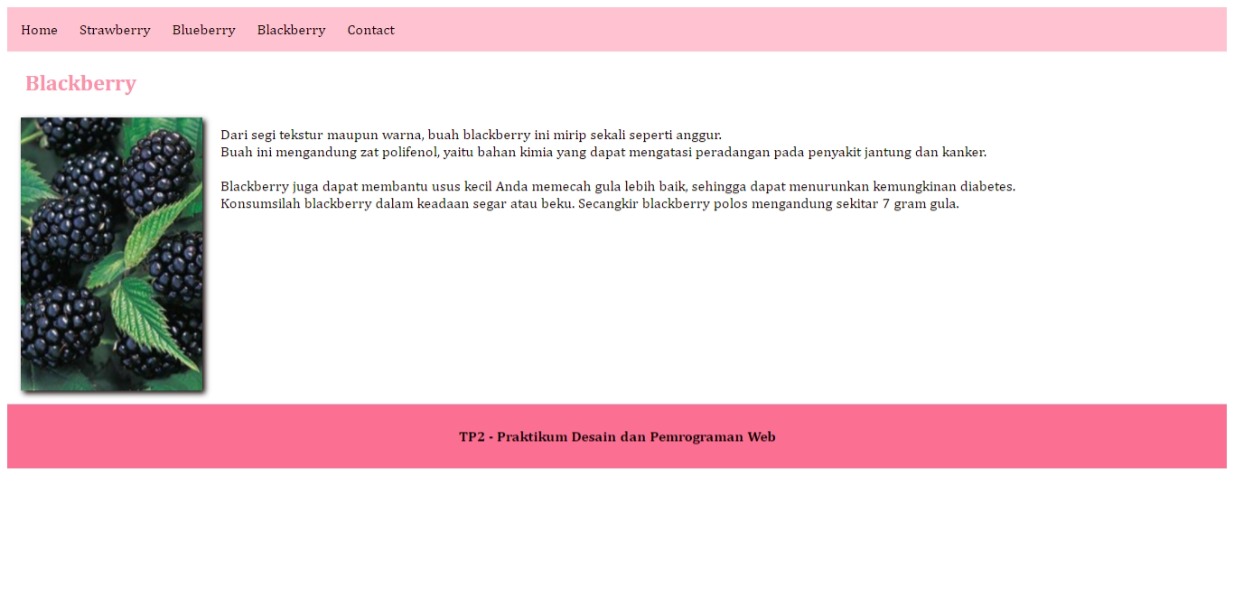 Home Strawberry Blueberry Blackberry Contact
Blackberry
Dari segi tekstur maupun warna, buah blackberry ini mirip sekali seperti anggur.
Buah ini mengandung zat polifenol, yaitu bahan kimia yang dapat mengatasi peradangan pada penyakit jantung dan kanker.
Blackberry juga dapat membantu usus kecil Anda memecah gula lebih baik, sehingga dapat menurunkan kemungkinan diabetes.
Konsumsilah blackberry dalam keadaan segar atau beku. Secangkir blackberry polos mengandung sekitar 7 gram gula.
TP2 - Praktikum Desain dan Pemrograman Web